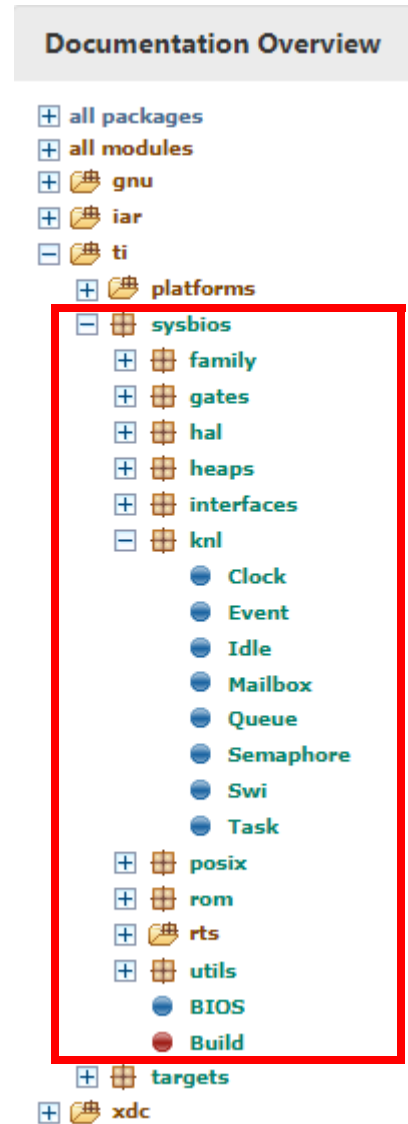 Documentation Overview
all packages
all modules
gnu
iar
ti
platforms
sysbios
family
gates
hal
heaps
interfaces
knl
Clock
Event
Idle
Mailbox
Queue
Semaphore
Swi
Task
posix
rom
rts
utils
BIOS
Build
targets
xdc